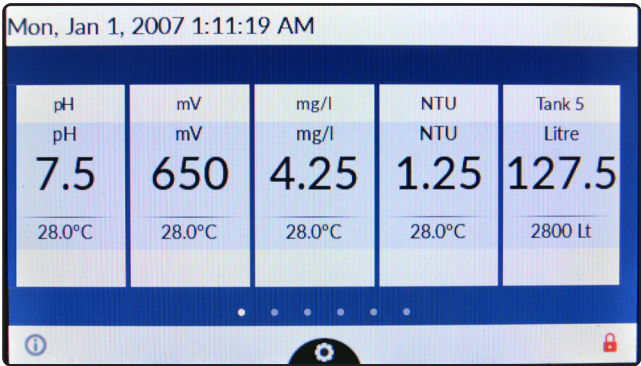 Mon, Jan 1, 2007 1:11:19 AM
pH mV mg/l NTU Tank 5
pH mV mg/l NTU Litre
7.5 650 4.25 1.25 127.5
28.0°C 28.0°C 28.0°C 28.0°C 2800 Lt